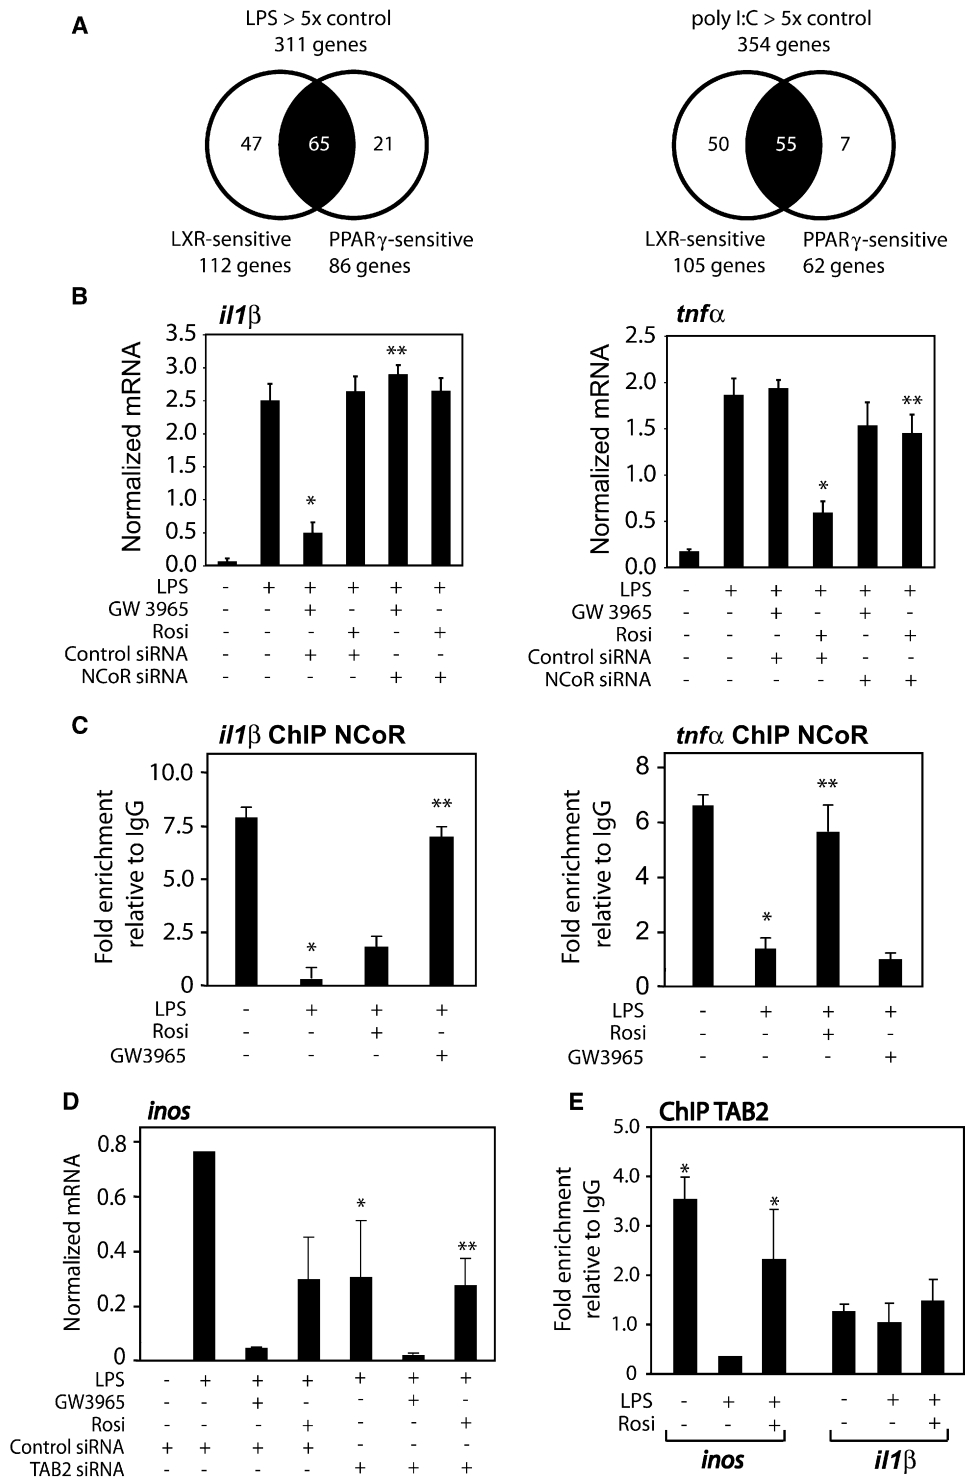 A
LPS > 5x control
311 genes
47
65
21
LXR-sensitive
112 genes
PPARγ-sensitive
86 genes
poly I:C > 5x control
354 genes
50
55
7
LXR-sensitive
105 genes
PPARγ-sensitive
62 genes
B
il1β
Normalized mRNA
3.5
3.0
2.5
2.0
1.5
1.0
0.5
0.0
*
**
LPS - + + + + +
GW 3965 - - + - + -
Rosi - - - + - +
Control siRNA - - + + - -
NCoR siRNA - - - - + +
tnfα
Normalized mRNA
2.5
2.0
1.5
1.0
0.5
0.0
*
**
LPS - + + + + +
GW 3965 - - + - + -
Rosi - - - + - +
Control siRNA - - + + - -
NCoR siRNA - - - - + +
C
il1β ChIP NCoR
Fold enrichment
relative to IgG
10.0
7.5
5.0
2.5
0
*
**
LPS - + + +
Rosi - - + -
GW3965 - - - +
tnfα ChIP NCoR
Fold enrichment
relative to IgG
8
6
4
2
0
*
**
LPS - + + +
Rosi - - + -
GW3965 - - - +
D
inos
Normalized mRNA
0.8
0.6
0.4
0.2
0
*
**
LPS - + + + + + +
GW3965 - - + - - + -
Rosi - - - + - - +
Control siRNA + + + + - - -
TAB2 siRNA - - - - + + +
E
ChIP TAB2
Fold enrichment
relative to IgG
5.0
4.0
3.0
2.0
1.0
0
*
*
LPS - + + - + +
Rosi - - + - - +
inos
il1β